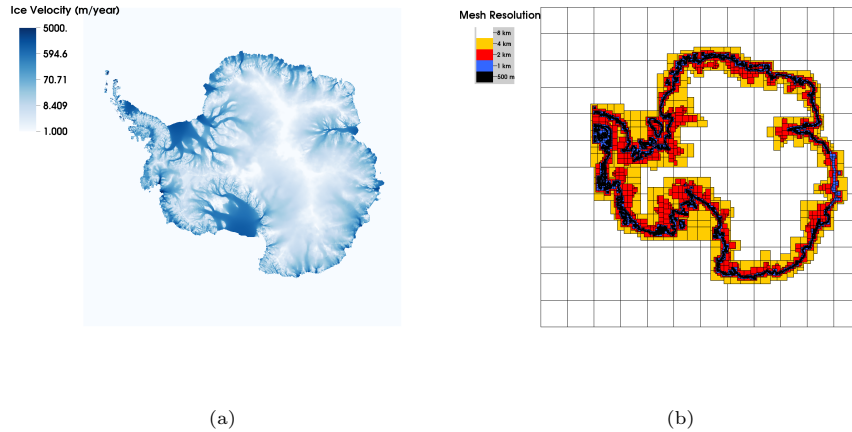 Ice Velocity (m/year)
5000.
594.6
70.71
8.409
1.000
Mesh Resolution
8 km
4 km
2 km
1 km
500 m
(a)
(b)